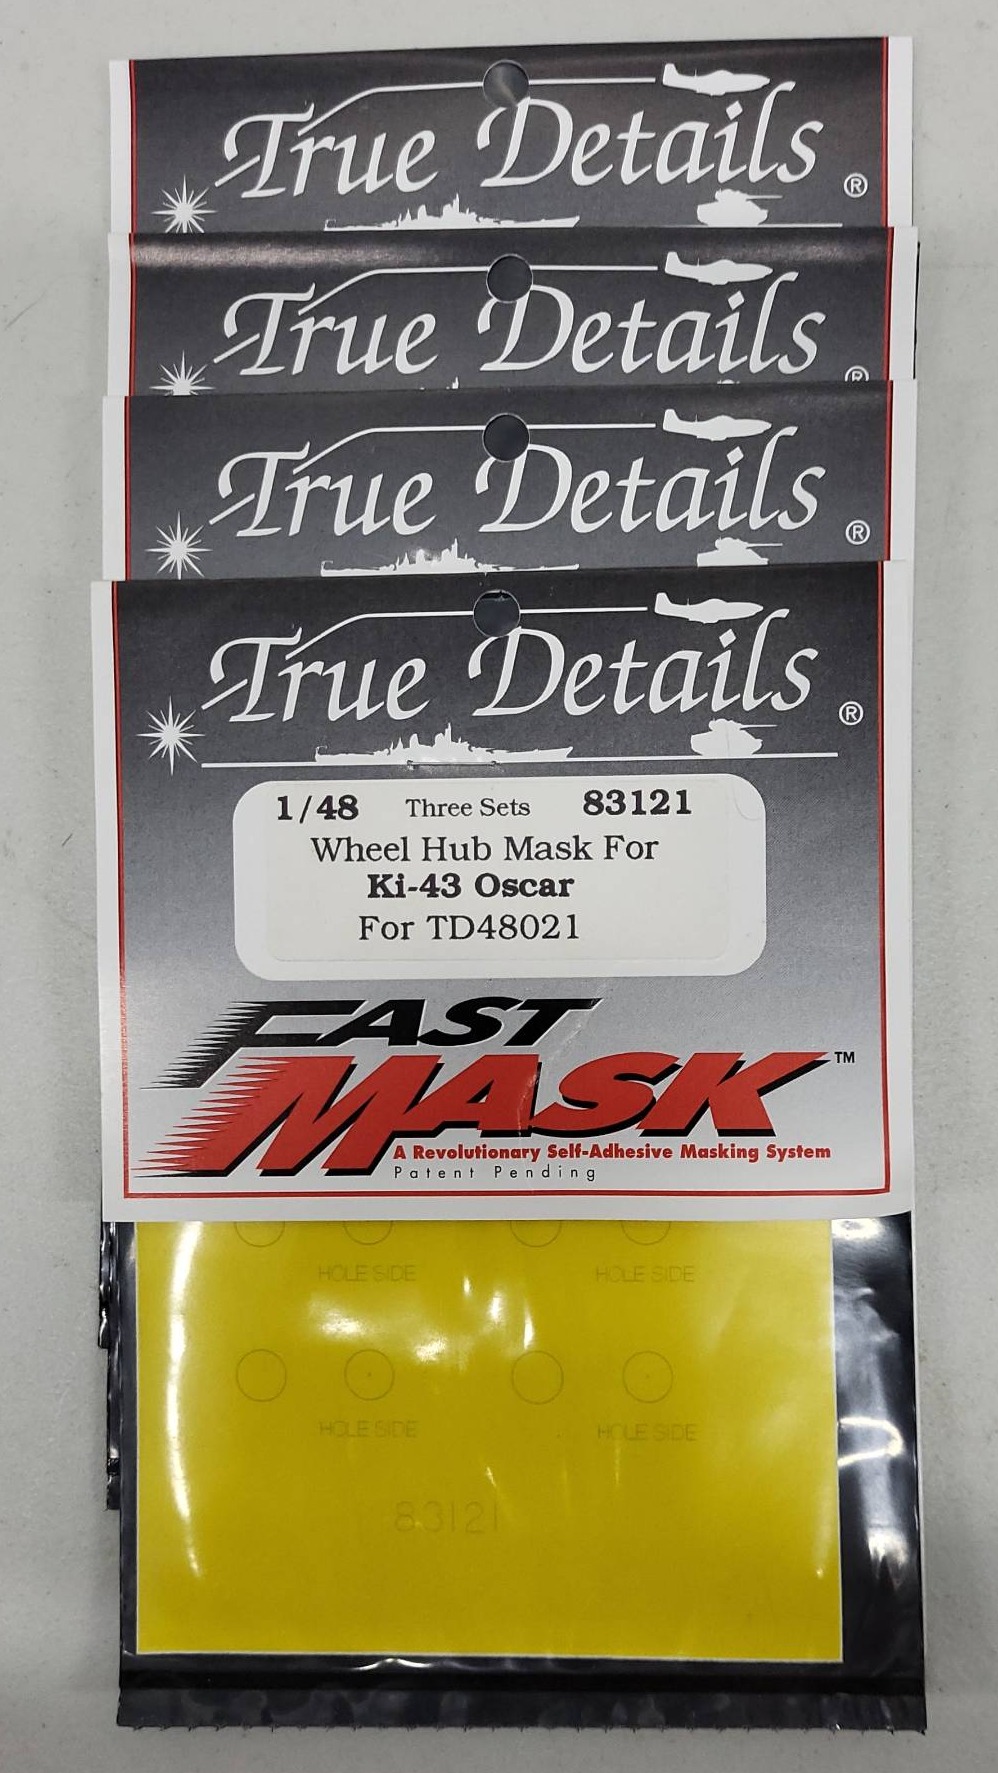 True Details ®
True Details ®
True Details ®
True Details ®
1/48 Three Sets 83121
Wheel Hub Mask For
Ki-43 Oscar
For TD48021
FAST
MASK ™
A Revolutionary Self-Adhesive Masking System
Patent Pending
HOLE SIDE HOLE SIDE
HOLE SIDE HOLE SIDE
83121